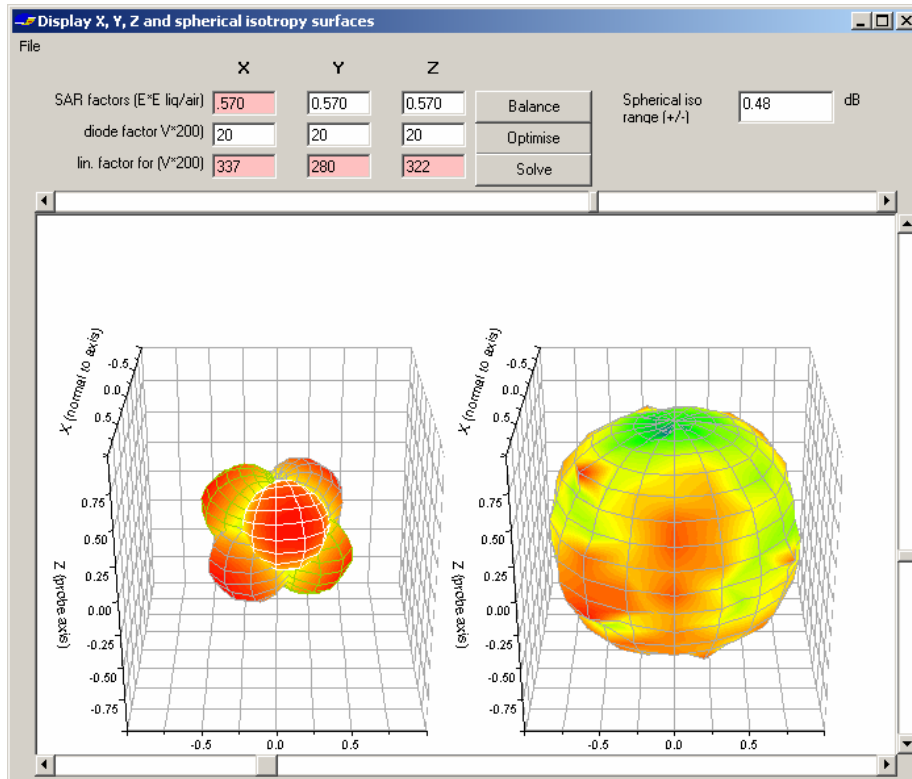 Display X, Y, Z and spherical isotropy surfaces
File
X Y Z
SAR factors (E*E liq/air) .570 0.570 0.570 Balance Spherical iso range (+/-) 0.48 dB
diode factor V*200) 20 20 20 Optimise
lin. factor for (V*200) 337 280 322 Solve
X (normal to axis)
-0.5
0.0
0.5
Z (probe axis)
0.75
0.50
0.25
0.00
-0.25
-0.50
-0.75
-0.5 0.0 0.5
X (normal to axis)
-0.5
0.0
0.5
Z (probe axis)
0.75
0.50
0.25
0.00
-0.25
-0.50
-0.75
-0.5 0.0 0.5